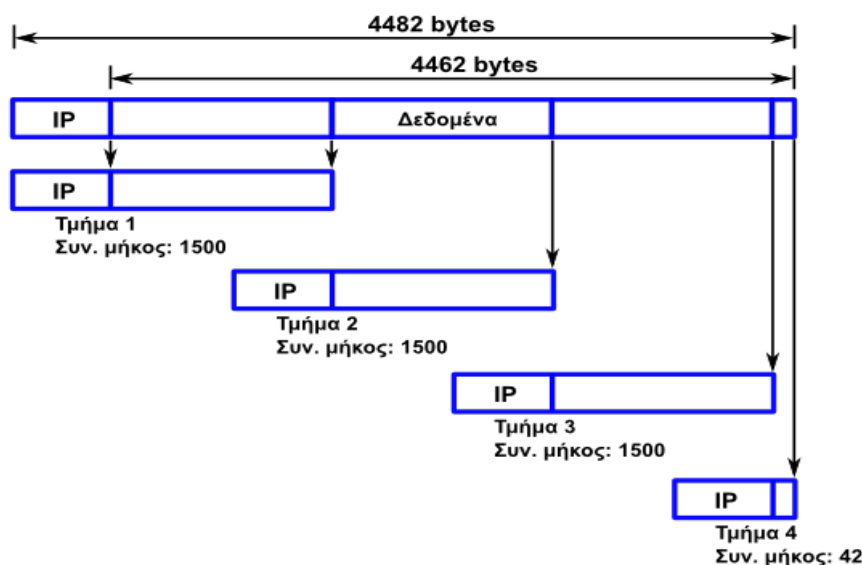 4482 bytes
4462 bytes
IP
Δεδομένα
IP
Τμήμα 1
Συν. μήκος: 1500
IP
Τμήμα 2
Συν. μήκος: 1500
IP
Τμήμα 3
Συν. μήκος: 1500
IP
Τμήμα 4
Συν. μήκος: 42